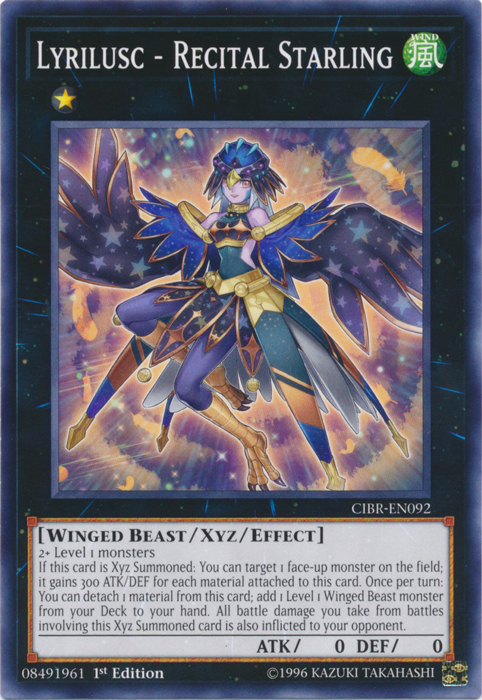 LYRILUSC - RECITAL STARLING
WIND
風
CIBR-EN092
[WINGED BEAST/XYZ/EFFECT]
2+ Level 1 monsters
If this card is Xyz Summoned: You can target 1 face-up monster on the field;
it gains 300 ATK/DEF for each material attached to this card. Once per turn:
You can detach 1 material from this card; add 1 Level 1 Winged Beast monster
from your Deck to your hand. All battle damage you take from battles
involving this Xyz Summoned card is also inflicted to your opponent.
ATK/ 0 DEF/ 0
08491961 1st Edition ©1996 KAZUKI TAKAHASHI